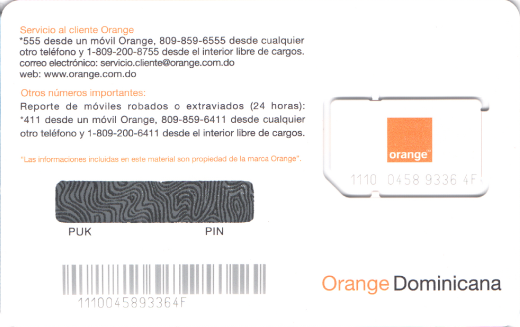 Servicio al cliente Orange
*555 desde un móvil Orange, 809-859-6555 desde cualquier
otro teléfono y 1-809-200-8755 desde el interior libre de cargos.
correo electrónico: servicio.cliente@orange.com.do
web: www.orange.com.do
Otros números importantes:
Reporte de móviles robados o extraviados (24 horas):
*411 desde un móvil Orange, 809-859-6411 desde cualquier
otro teléfono y 1-809-200-6411 desde el interior libre de cargos.
"Las informaciones incluidas en este material son propiedad de la marca Orange".
orange™
1110 0458 9336 4F
PUK PIN
1110045893364F
Orange Dominicana